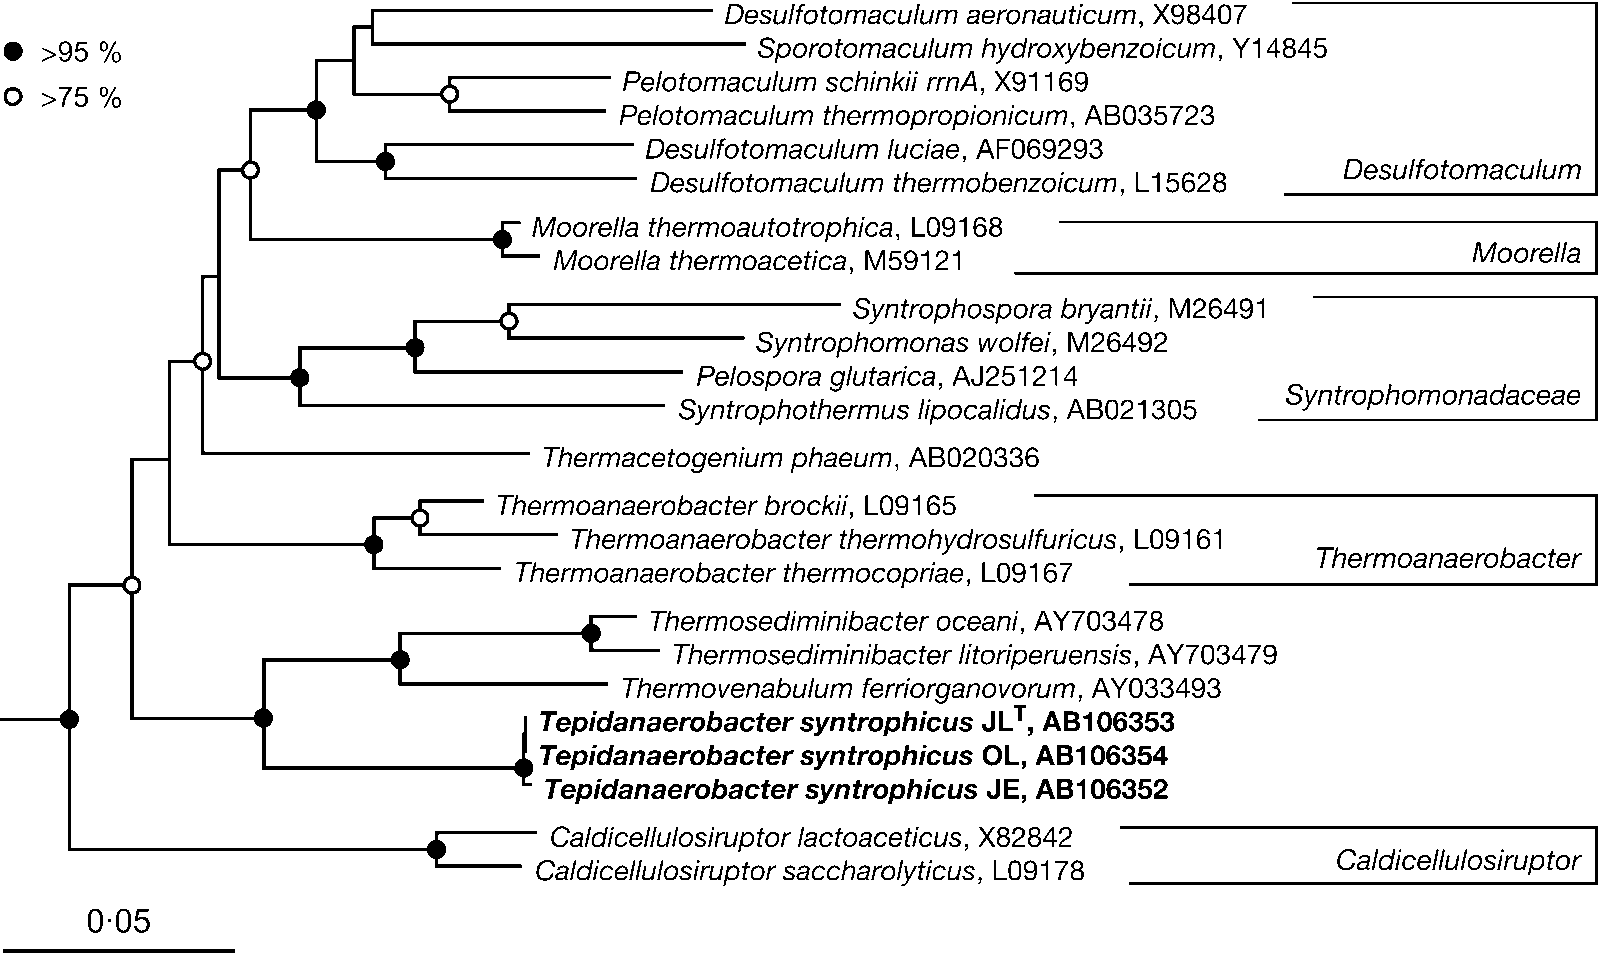 >95 %
>75 %
Desulfotomaculum aeronauticum, X98407
Sporotomaculum hydroxybenzoicum, Y14845
Pelotomaculum schinkii rrnA, X91169
Pelotomaculum thermopropionicum, AB035723
Desulfotomaculum luciae, AF069293
Desulfotomaculum thermobenzoicum, L15628
Desulfotomaculum
Moorella thermoautotrophica, L09168
Moorella thermoacetica, M59121
Moorella
Syntrophospora bryantii, M26491
Syntrophomonas wolfei, M26492
Pelospora glutarica, AJ251214
Syntrophothermus lipocalidus, AB021305
Syntrophomonadaceae
Thermacetogenium phaeum, AB020336
Thermoanaerobacter brockii, L09165
Thermoanaerobacter thermohydrosulfuricus, L09161
Thermoanaerobacter thermocopriae, L09167
Thermoanaerobacter
Thermosediminibacter oceani, AY703478
Thermosediminibacter litoriperuensis, AY703479
Thermovenabulum ferriorganovorum, AY033493
Tepidanaerobacter syntrophicus JLᵀ, AB106353
Tepidanaerobacter syntrophicus OL, AB106354
Tepidanaerobacter syntrophicus JE, AB106352
Caldicellulosiruptor lactoaceticus, X82842
Caldicellulosiruptor saccharolyticus, L09178
Caldicellulosiruptor
0·05